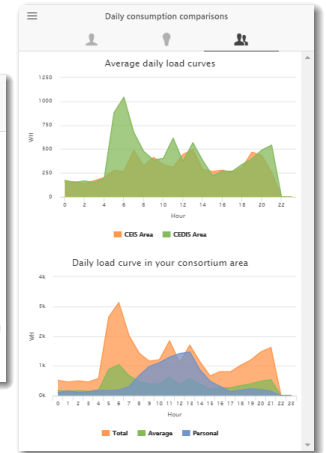 Daily consumption comparisons
Average daily load curves
1250
1000
750
500
250
0
WH
0 2 4 6 8 10 12 14 16 18 20 22
Hour
CEIS Area CEDIS Area
Daily load curve in your consortium area
4k
3k
2k
1k
0k
WH
0 1 2 3 4 5 6 7 8 9 10 11 12 13 14 15 16 17 18 19 20 21 22 23
Hour
Total Average Personal